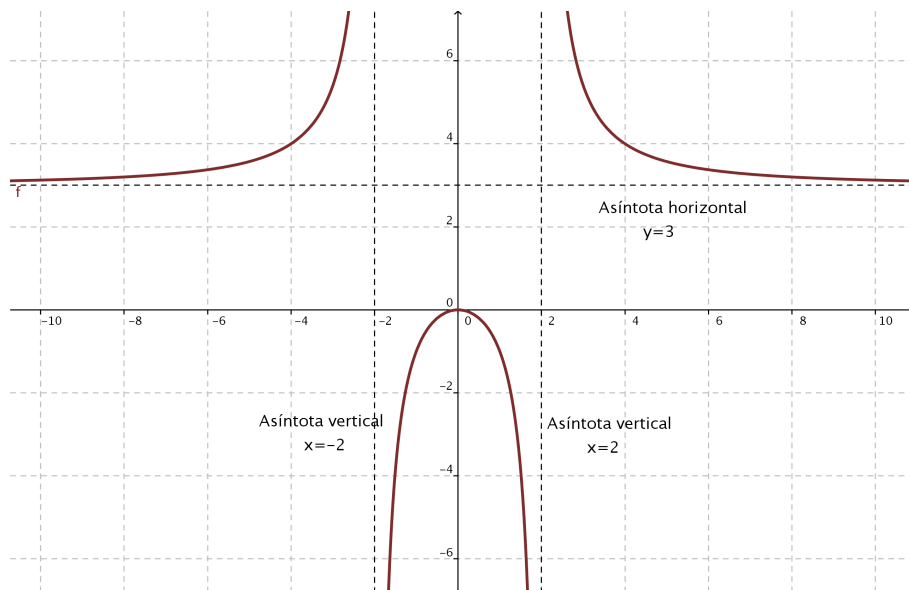 6
4
f
Asíntota horizontal
2
y=3
0
−10 −8 −6 −4 −2 0 2 4 6 8 10
−2
Asíntota vertical
x=−2
Asíntota vertical
x=2
−4
−6